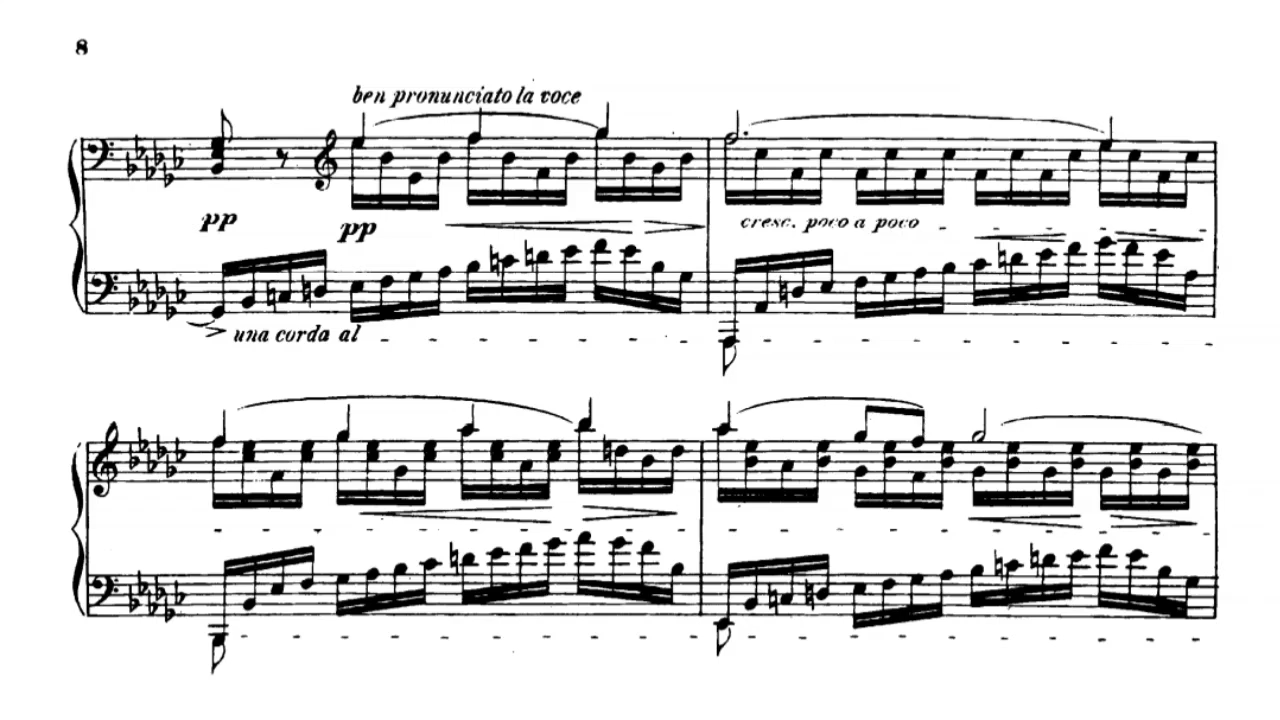 8
ben pronunciato la voce
pp
pp
cresc. poco a poco
una corda al